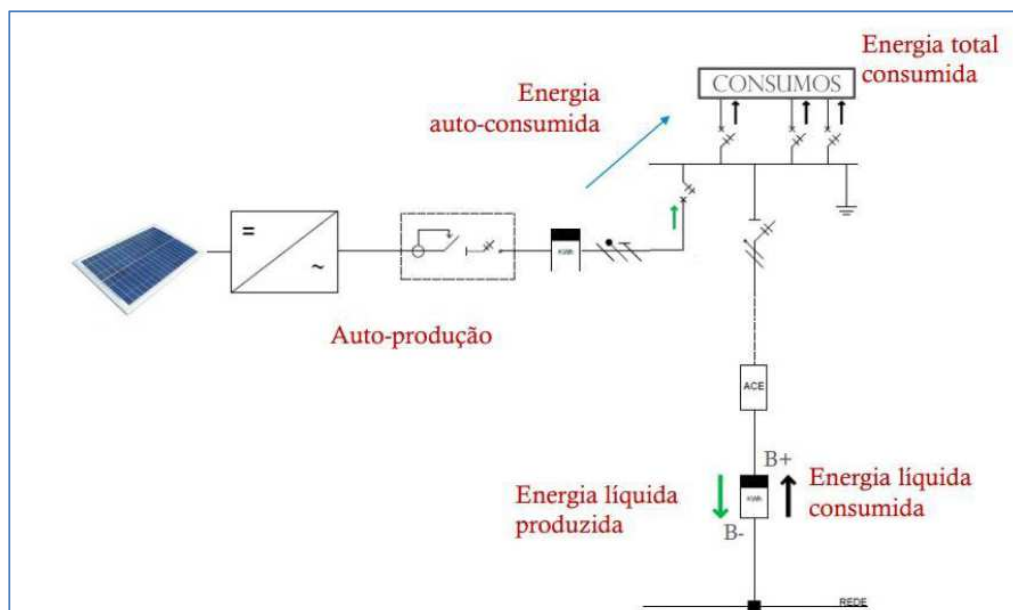 Energia total
consumida
CONSUMOS
Energia
auto-consumida
=
~
KWh
Auto-produção
ACE
B+
Energia líquida
produzida
KWh
Energia líquida
consumida
B-
REDE